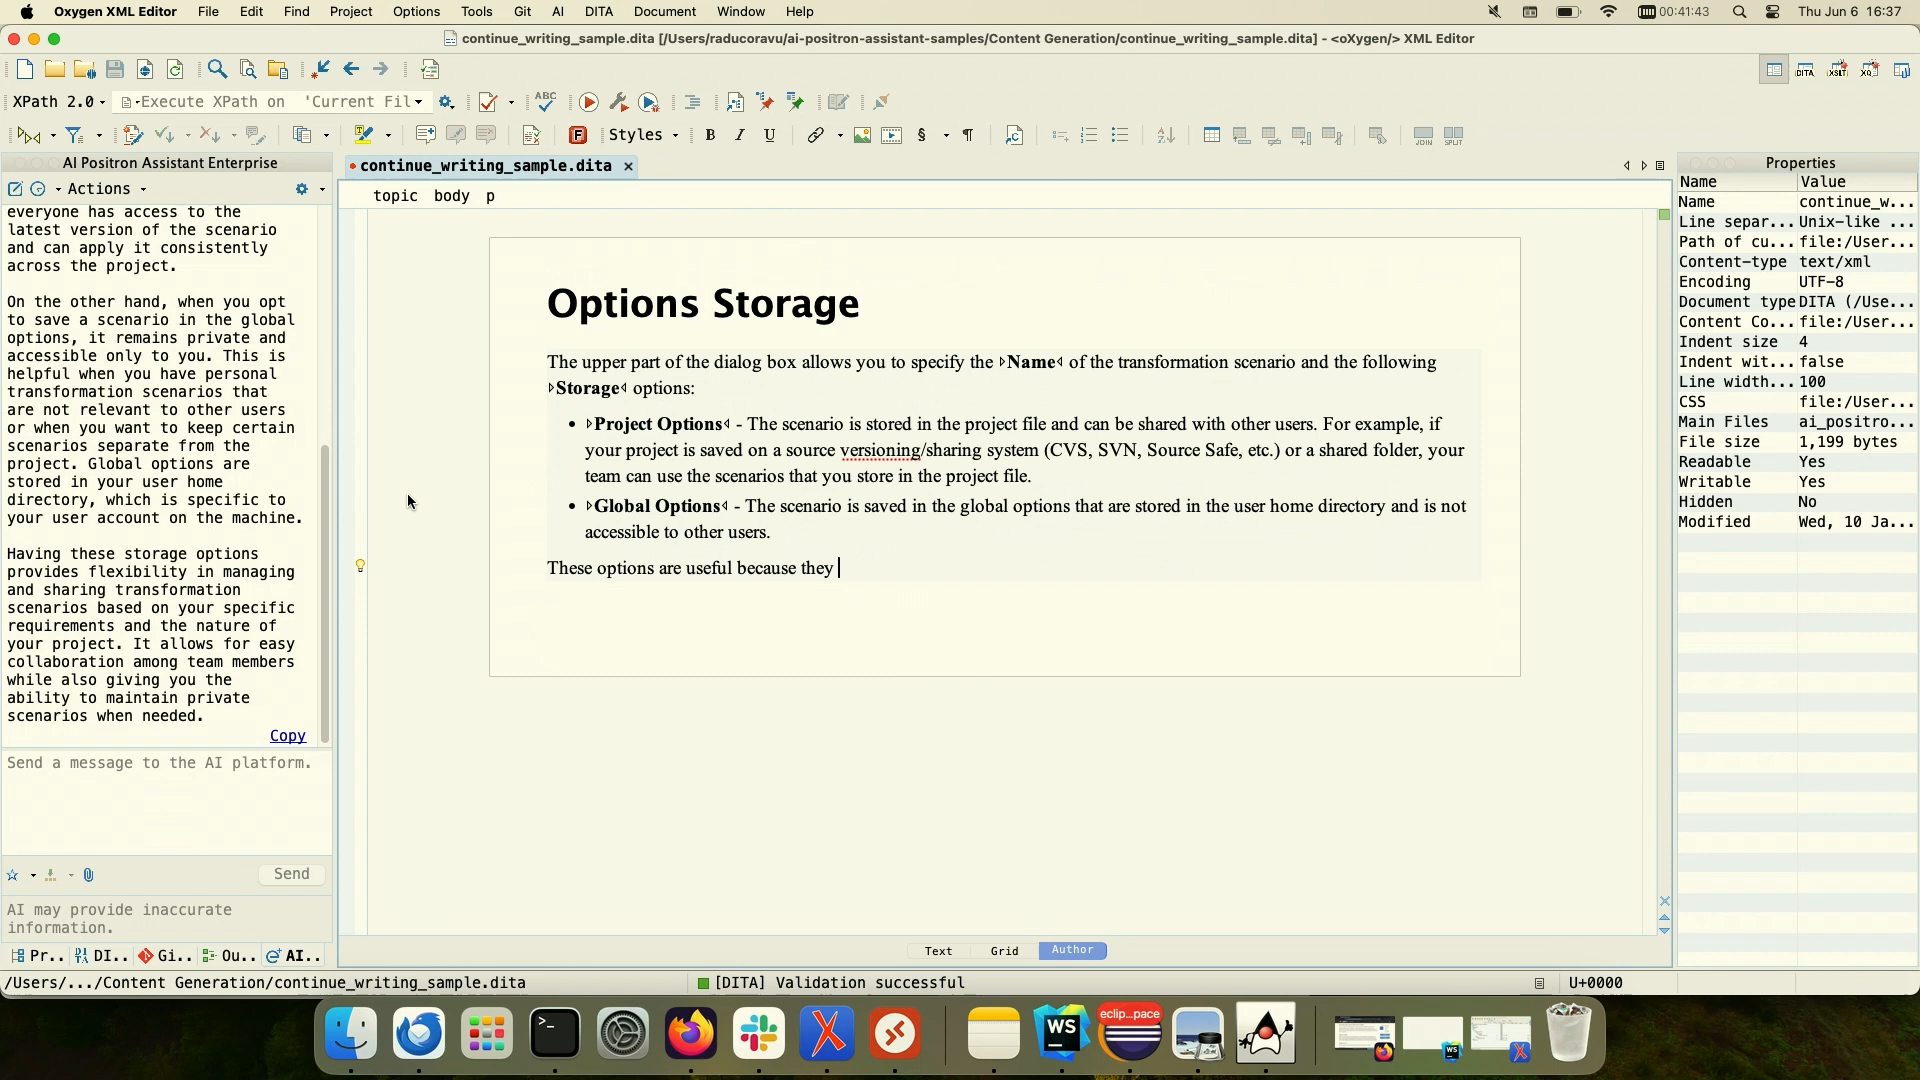 Oxygen XML Editor File Edit Find Project Options Tools Git AI DITA Document Window Help 00:41:43 Thu Jun 6 16:37
continue_writing_sample.dita [/Users/raducoravu/ai-positron-assistant-samples/Content Generation/continue_writing_sample.dita] - <oXygen/> XML Editor
XPath 2.0 Execute XPath on 'Current Fil
Styles B I U
AI Positron Assistant Enterprise
Actions
everyone has access to the
latest version of the scenario
and can apply it consistently
across the project.
On the other hand, when you opt
to save a scenario in the global
options, it remains private and
accessible only to you. This is
helpful when you have personal
transformation scenarios that
are not relevant to other users
or when you want to keep certain
scenarios separate from the
project. Global options are
stored in your user home
directory, which is specific to
your user account on the machine.
Having these storage options
provides flexibility in managing
and sharing transformation
scenarios based on your specific
requirements and the nature of
your project. It allows for easy
collaboration among team members
while also giving you the
ability to maintain private
scenarios when needed.
Copy
Send a message to the AI platform.
Send
AI may provide inaccurate
information.
Pr.. DI.. Gi.. Ou.. AI..
continue_writing_sample.dita
topic body p
Options Storage
The upper part of the dialog box allows you to specify the Name of the transformation scenario and the following
Storage options:
• Project Options - The scenario is stored in the project file and can be shared with other users. For example, if
your project is saved on a source versioning/sharing system (CVS, SVN, Source Safe, etc.) or a shared folder, your
team can use the scenarios that you store in the project file.
• Global Options - The scenario is saved in the global options that are stored in the user home directory and is not
accessible to other users.
These options are useful because they
Text Grid Author
Properties
Name Value
Name continue_w...
Line separ... Unix-like ...
Path of cu... file:/User...
Content-type text/xml
Encoding UTF-8
Document type DITA (/Use...
Content Co... file:/User...
Indent size 4
Indent wit... false
Line width... 100
CSS file:/User...
Main Files ai_positro...
File size 1,199 bytes
Readable Yes
Writable Yes
Hidden No
Modified Wed, 10 Ja...
/Users/.../Content Generation/continue_writing_sample.dita [DITA] Validation successful U+0000
WS
eclip...pace